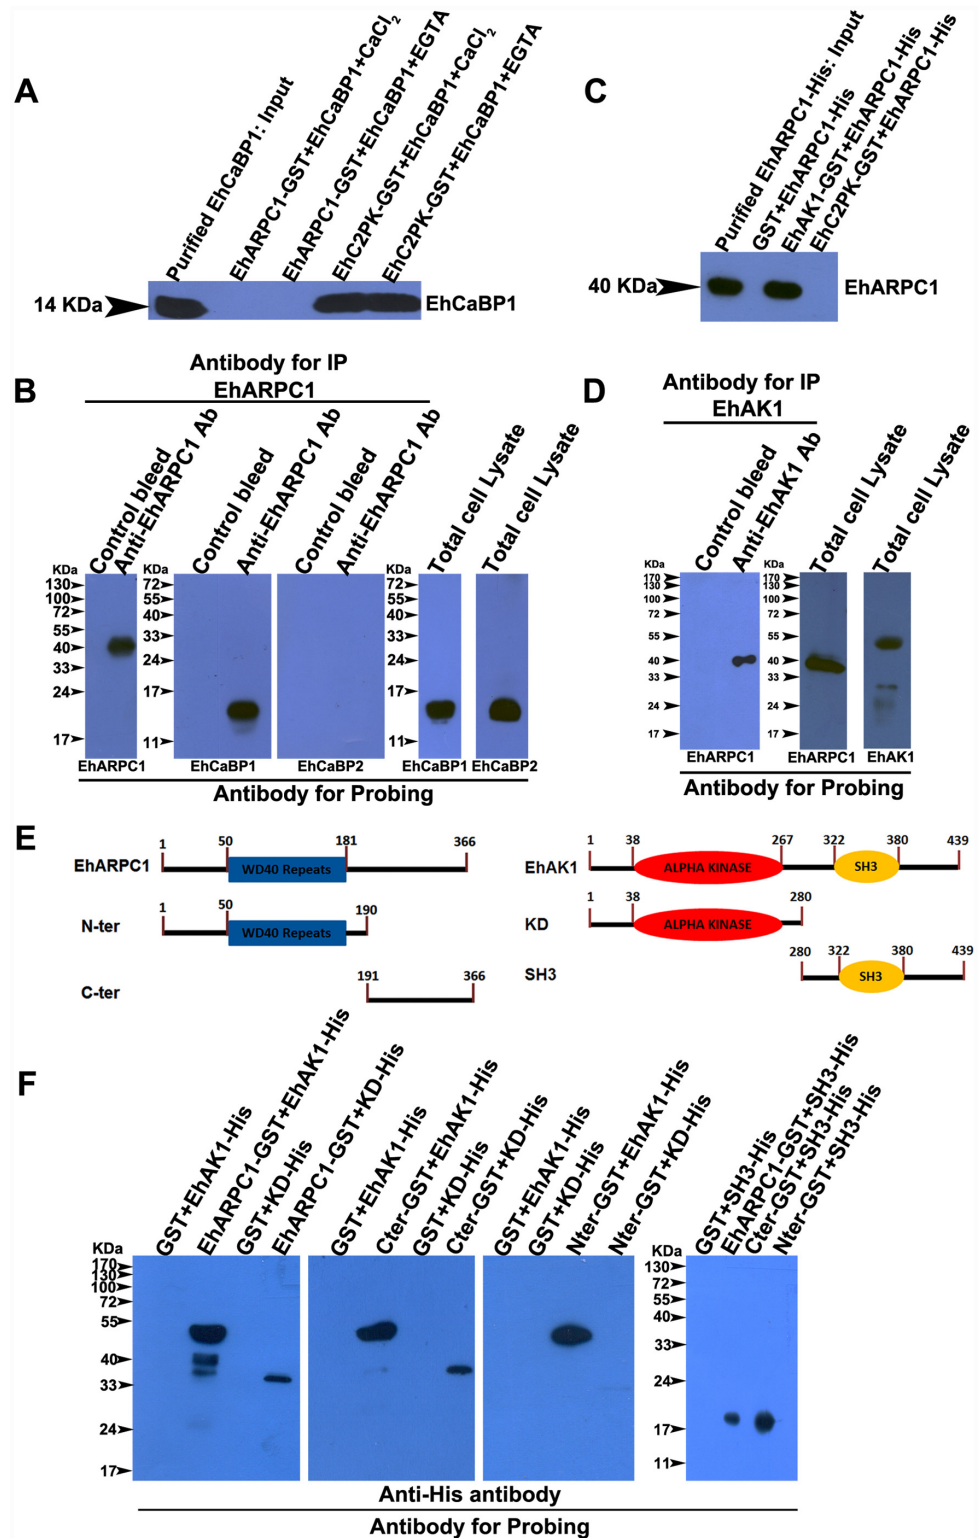 A
Purified EhCaBP1: Input
EhARPC1-GST+EhCaBP1+CaCl2
EhARPC1-GST+EhCaBP1+EGTA
EhC2PK-GST+EhCaBP1+CaCl2
EhC2PK-GST+EhCaBP1+EGTA
14 KDa
EhCaBP1
C
Purified EhARPC1-His: Input
GST+EhARPC1-His
EhAK1-GST+EhARPC1-His
EhC2PK-GST+EhARPC1-His
40 KDa
EhARPC1
B
Antibody for IP
EhARPC1
Control bleed
Anti-EhARPC1 Ab
Control bleed
Anti-EhARPC1 Ab
Control bleed
Anti-EhARPC1 Ab
Total cell Lysate
Total cell Lysate
KDa
130
100
72
55
40
33
24
17
KDa
72
55
40
33
24
17
11
KDa
72
55
40
33
24
17
11
EhARPC1
EhCaBP1
EhCaBP2
EhCaBP1
EhCaBP2
Antibody for Probing
D
Antibody for IP
EhAK1
Control bleed
Anti-EhAK1 Ab
Total cell Lysate
Total cell Lysate
KDa
170
130
100
72
55
40
33
24
17
KDa
170
130
100
72
55
40
33
24
17
EhARPC1
EhARPC1
EhAK1
Antibody for Probing
E
EhARPC1
1
50
181
366
WD40 Repeats
N-ter
1
50
190
WD40 Repeats
C-ter
191
366
EhAK1
1
38
267
322
380
439
ALPHA KINASE
SH3
KD
1
38
280
ALPHA KINASE
SH3
280
322
380
439
SH3
F
GST+EhAK1-His
EhARPC1-GST+EhAK1-His
GST+KD-His
EhARPC1-GST+KD-His
GST+EhAK1-His
Cter-GST+EhAK1-His
GST+KD-His
Cter-GST+KD-His
GST+EhAK1-His
GST+KD-His
Nter-GST+EhAK1-His
Nter-GST+KD-His
GST+SH3-His
EhARPC1-GST+SH3-His
Cter-GST+SH3-His
Nter-GST+SH3-His
KDa
170
130
100
72
55
40
33
24
17
KDa
130
72
55
40
33
24
17
11
Anti-His antibody
Antibody for Probing